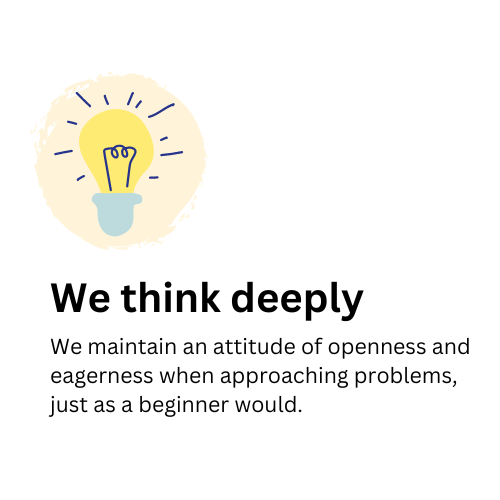 We think deeply
We maintain an attitude of openness and
eagerness when approaching problems,
just as a beginner would.